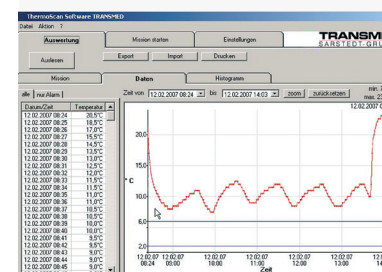 ThermoScan Software TRANSMED
Datei Aktion ?
Auswertung Mission starten Einstellungen
TRANSM
SARSTEDT-GRU
Auslesen Export Import Drucken
Mission Daten Histogramm
alle nur Alarm Zeit von 12.02.2007 08:24 bis 12.02.2007 14:03 zoom zurücksetzen
min. 7
max. 23
Datum/Zeit Temperatur
12.02.2007 08:24 20,5°C
12.02.2007 08:25 18,5°C
12.02.2007 08:26 17,0°C
12.02.2007 08:27 15,5°C
12.02.2007 08:28 14,5°C
12.02.2007 08:29 13,5°C
12.02.2007 08:30 13,0°C
12.02.2007 08:31 12,5°C
12.02.2007 08:32 12,0°C
12.02.2007 08:33 11,5°C
12.02.2007 08:34 11,5°C
12.02.2007 08:35 11,0°C
12.02.2007 08:36 11,0°C
12.02.2007 08:37 10,5°C
12.02.2007 08:38 10,5°C
12.02.2007 08:39 10,0°C
12.02.2007 08:40 10,0°C
12.02.2007 08:41 9,5°C
12.02.2007 08:42 9,5°C
12.02.2007 08:43 9,0°C
12.02.2007 08:44 9,0°C
12.02.2007 08:45 9,0°C
12.02.2007 0
20,0
15,0
°C
10,0
6,0
2,0
12.02.07 12.02.07 12.02.07 12.02.07 12.02.07 12.02.07
08:24 09:00 10:00 11:00 12:00 13:00
Zeit